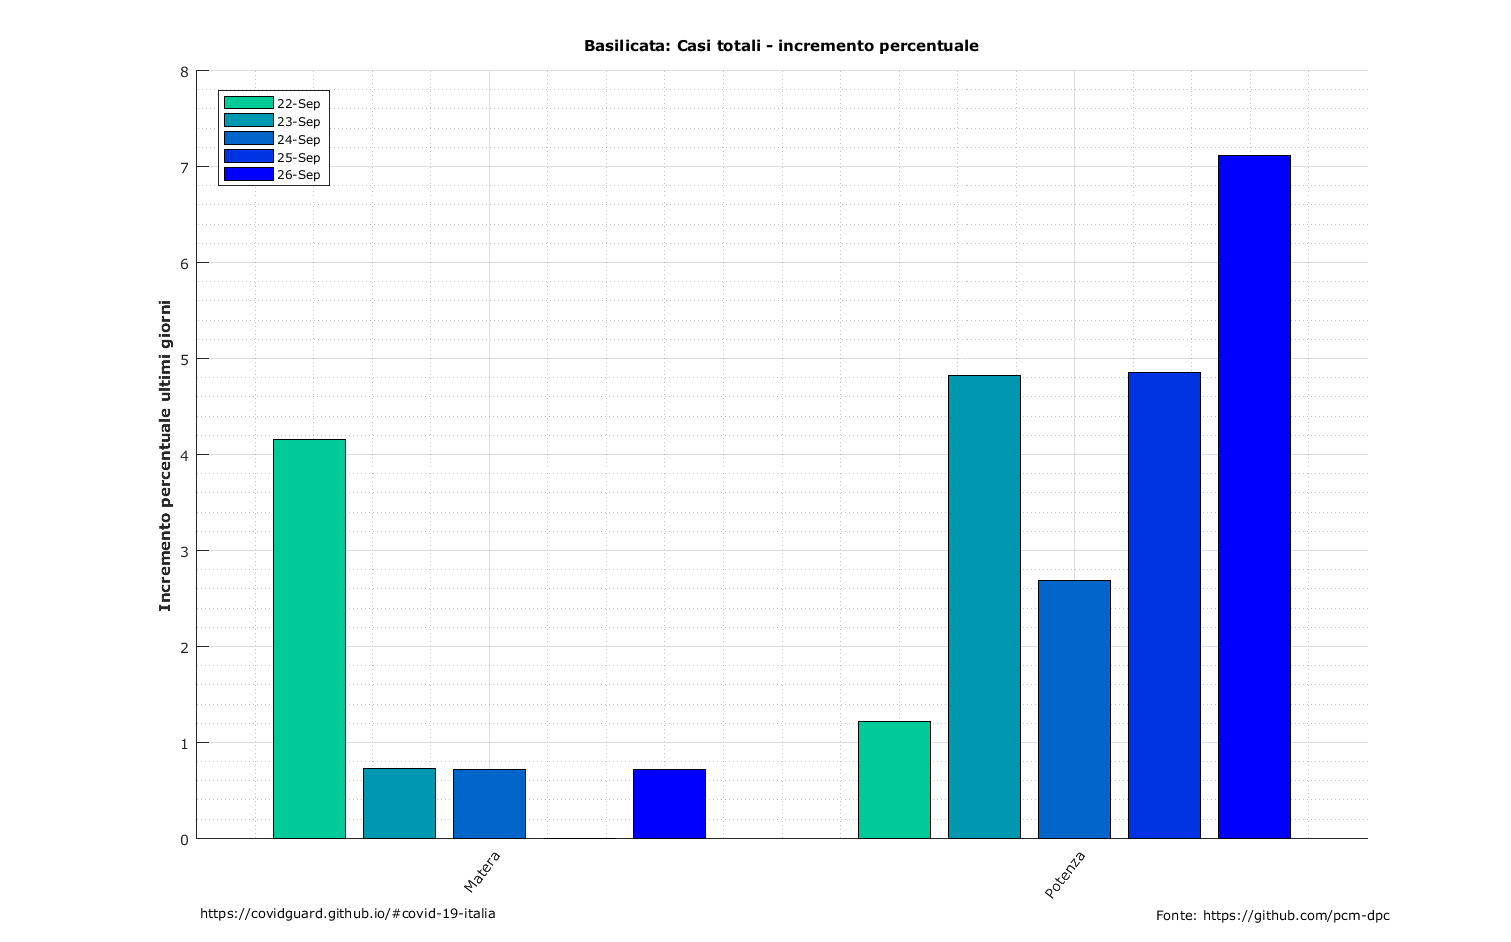 Basilicata: Casi totali - incremento percentuale
8
7
6
5
4
3
2
1
0
Incremento percentuale ultimi giorni
22-Sep
23-Sep
24-Sep
25-Sep
26-Sep
Matera
Potenza
https://covidguard.github.io/#covid-19-italia
Fonte: https://github.com/pcm-dpc